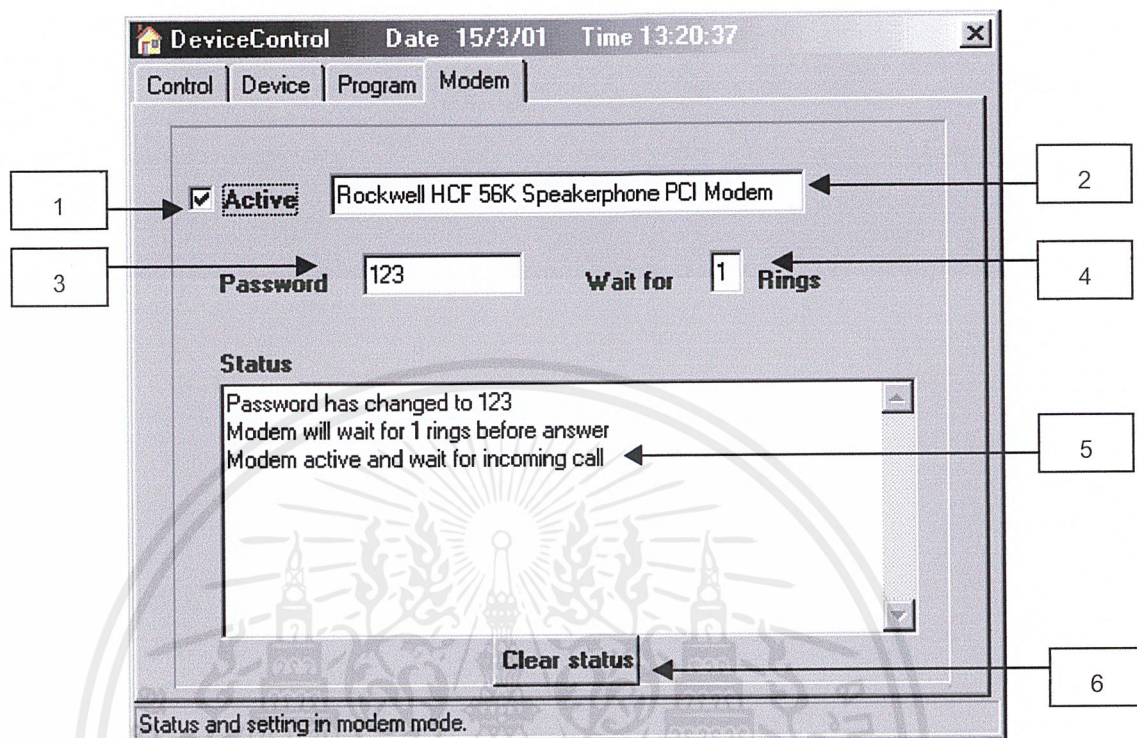 DeviceControl Date 15/3/01 Time 13:20:37
Control Device Program Modem
1
Active
Rockwell HCF 56K Speakerphone PCI Modem
2
3
Password
123
Wait for 1 Rings
4
Status
Password has changed to 123
Modem will wait for 1 rings before answer
Modem active and wait for incoming call
5
Clear status
6
Status and setting in modem mode.